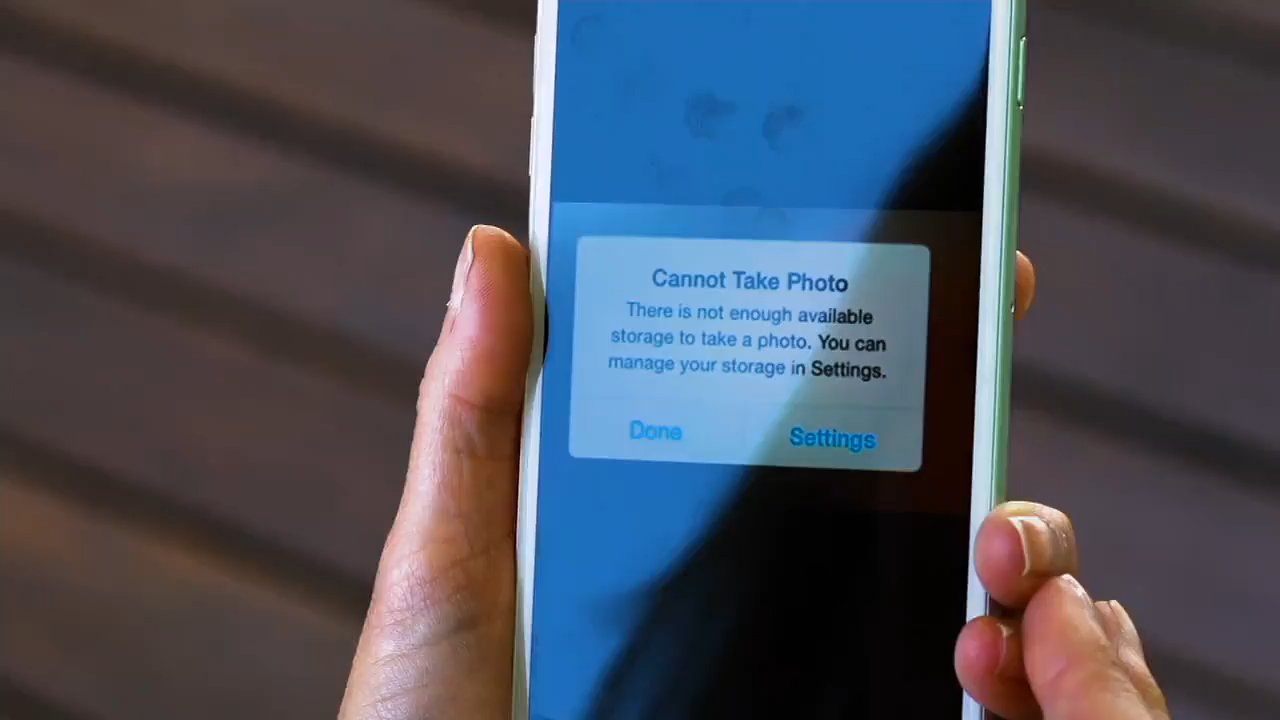 Cannot Take Photo
There is not enough available
storage to take a photo. You can
manage your storage in Settings.
Done
Settings